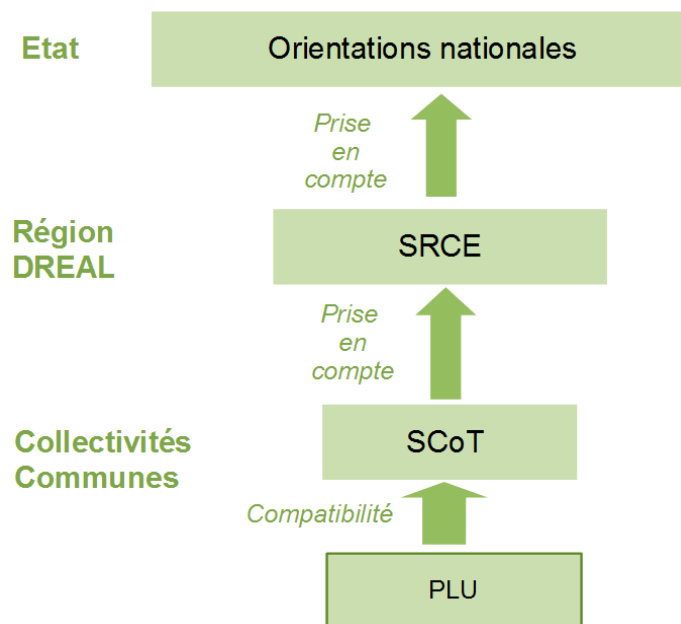 Etat
Orientations nationales
Prise
en
compte
Région
DREAL
SRCE
Prise
en
compte
Collectivités
Communes
SCoT
Compatibilité
PLU